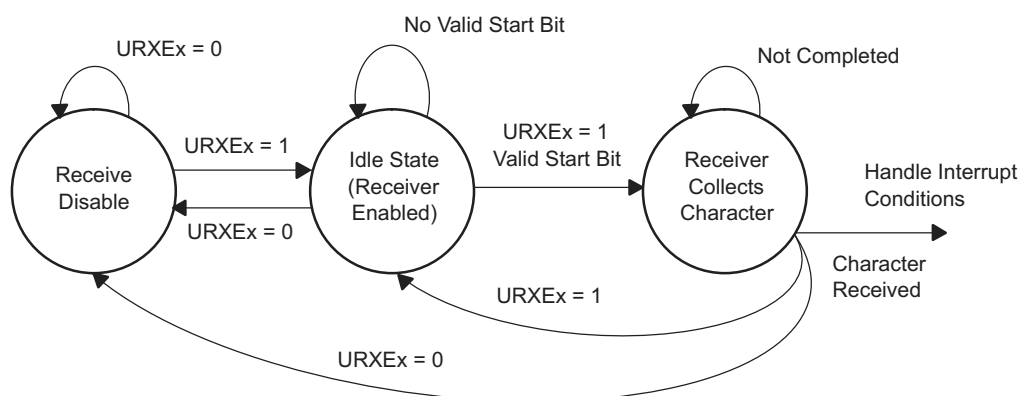 URXEx = 0
No Valid Start Bit
Not Completed
URXEx = 1
URXEx = 0
URXEx = 1
Valid Start Bit
Receive
Disable
Idle State
(Receiver
Enabled)
Receiver
Collects
Character
Handle Interrupt
Conditions
Character
Received
URXEx = 1
URXEx = 0